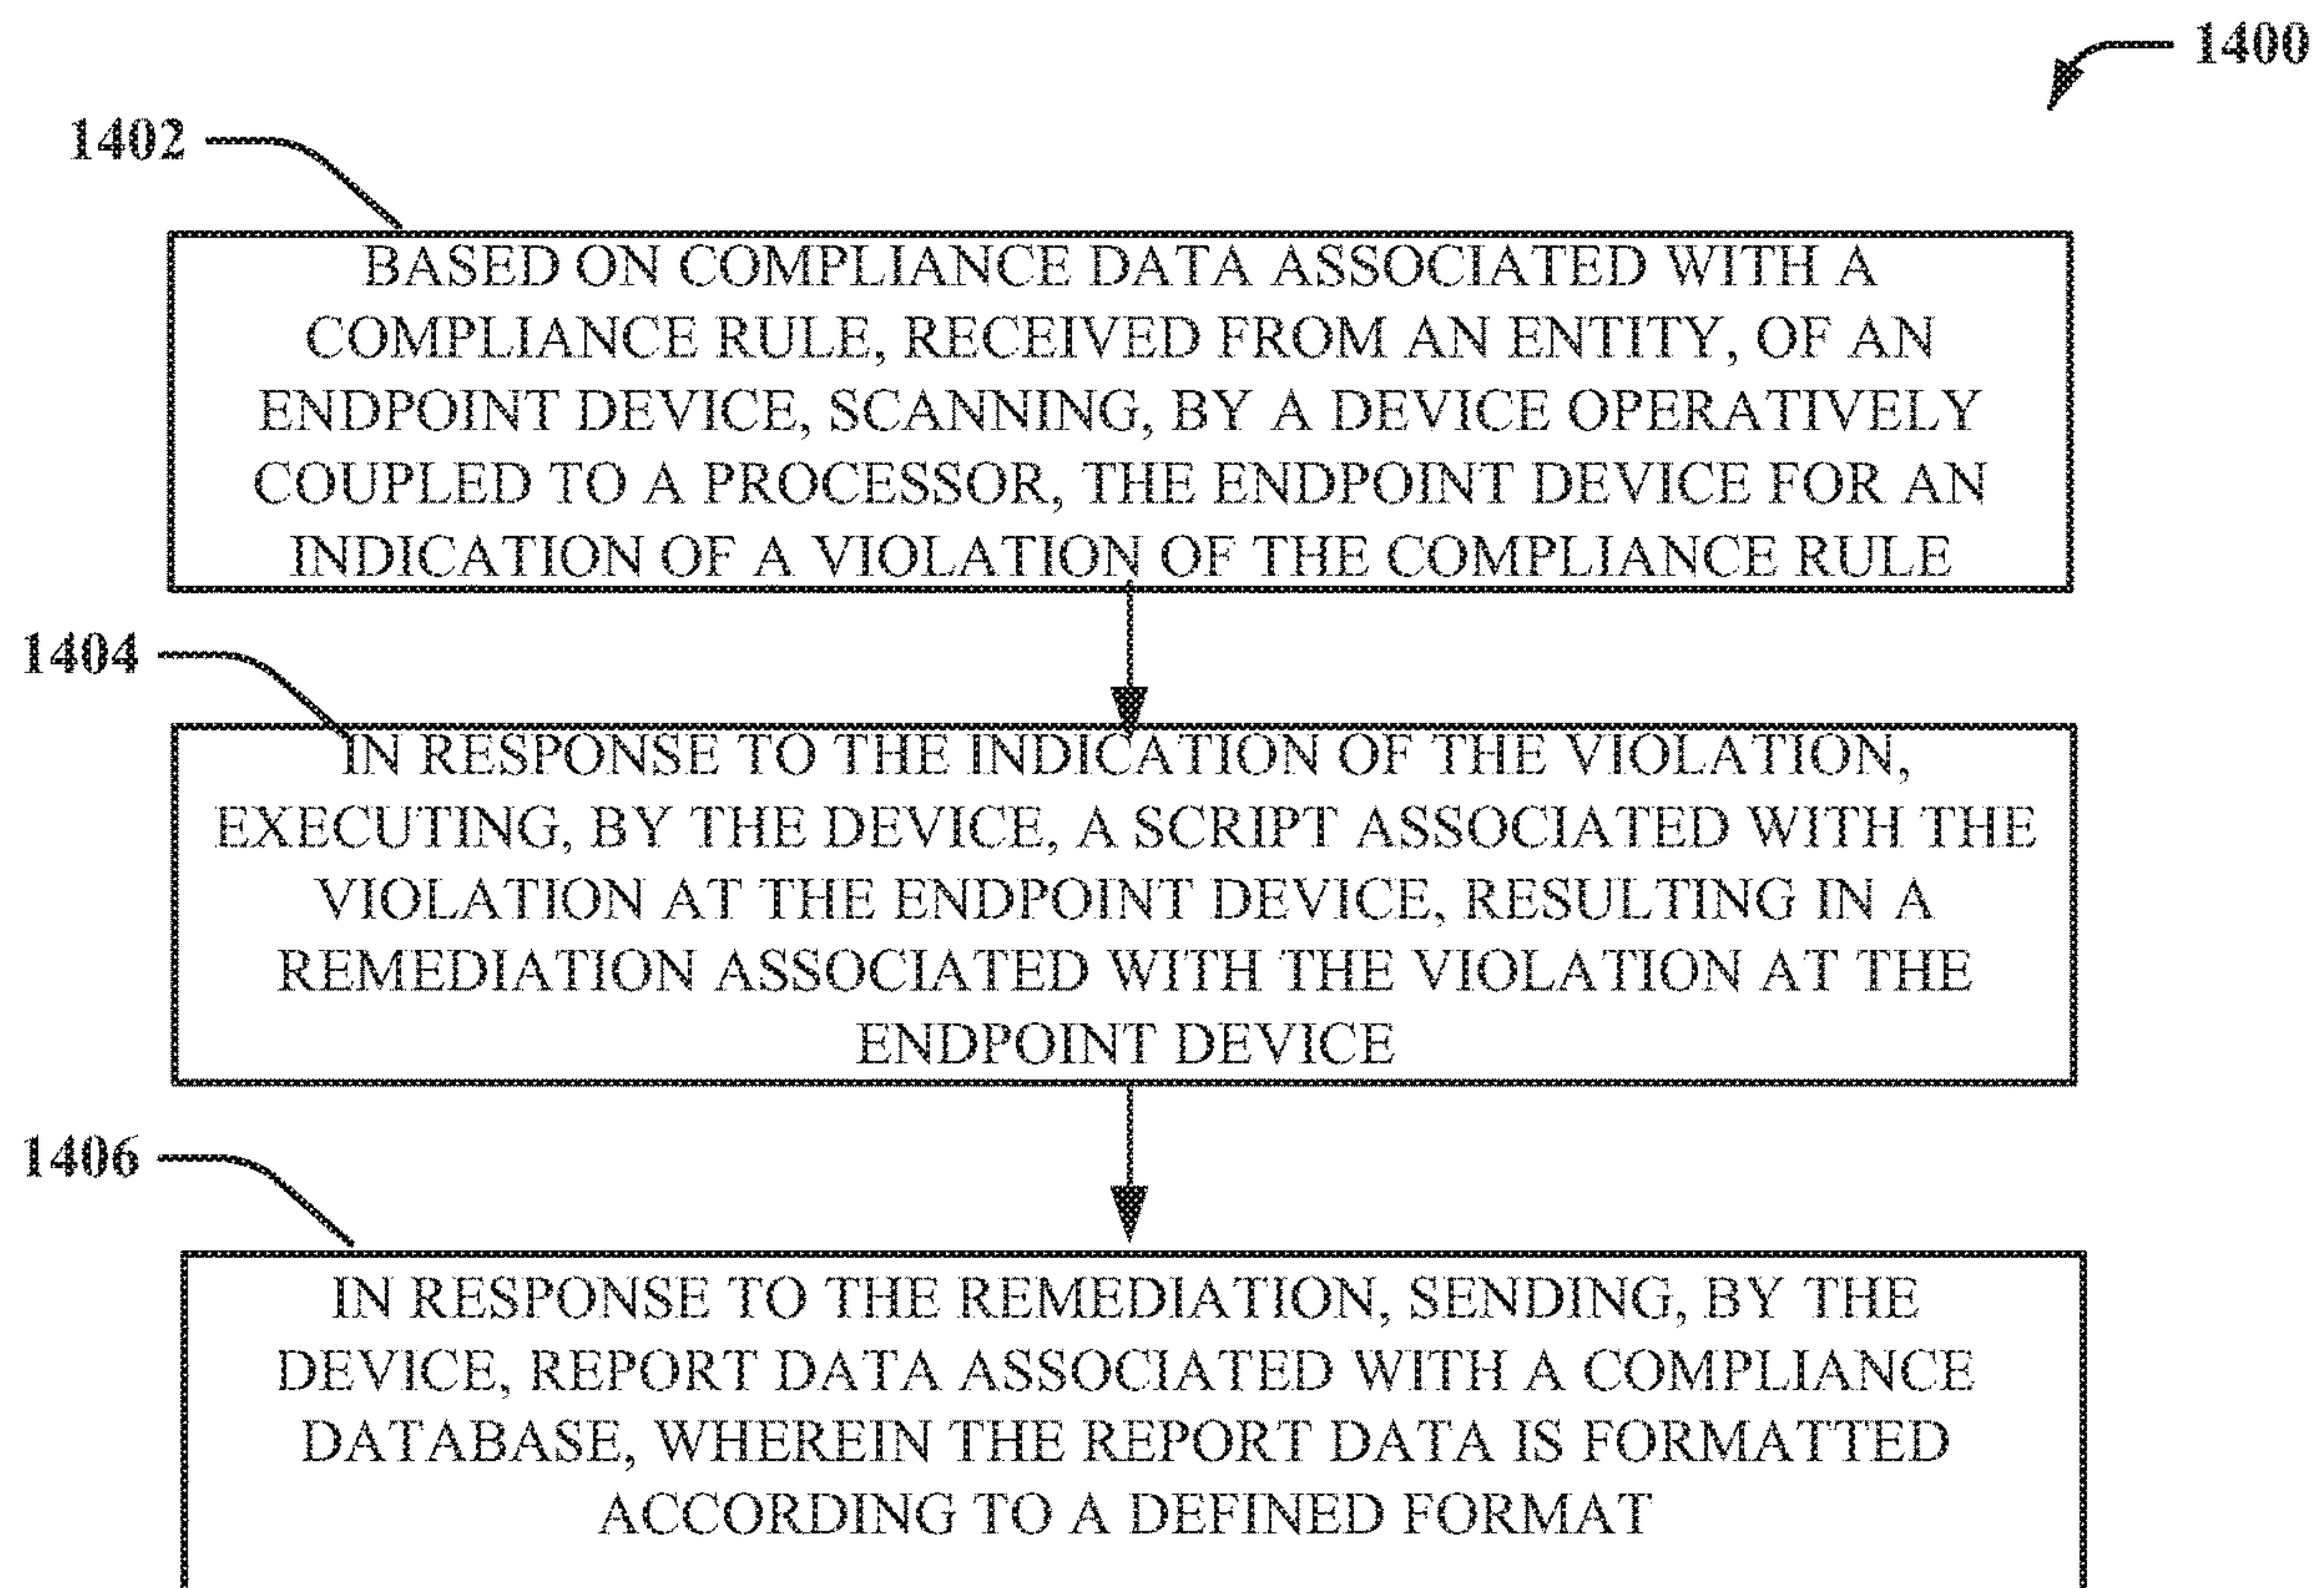 1400
1402
BASED ON COMPLIANCE DATA ASSOCIATED WITH A
COMPLIANCE RULE, RECEIVED FROM AN ENTITY, OF AN
ENDPOINT DEVICE, SCANNING, BY A DEVICE OPERATIVELY
COUPLED TO A PROCESSOR, THE ENDPOINT DEVICE FOR AN
INDICATION OF A VIOLATION OF THE COMPLIANCE RULE
1404
IN RESPONSE TO THE INDICATION OF THE VIOLATION,
EXECUTING, BY THE DEVICE, A SCRIPT ASSOCIATED WITH THE
VIOLATION AT THE ENDPOINT DEVICE, RESULTING IN A
REMEDIATION ASSOCIATED WITH THE VIOLATION AT THE
ENDPOINT DEVICE
1406
IN RESPONSE TO THE REMEDIATION, SENDING, BY THE
DEVICE, REPORT DATA ASSOCIATED WITH A COMPLIANCE
DATABASE, WHEREIN THE REPORT DATA IS FORMATTED
ACCORDING TO A DEFINED FORMAT